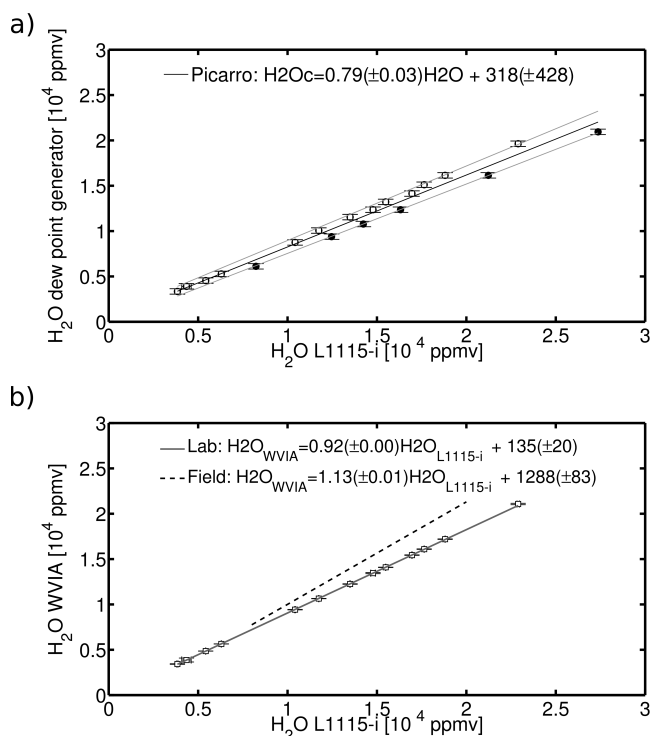 a)
3
2.5
2
1.5
1
0.5
0
H2O dew point generator [10^4 ppmv]
Picarro: H2Oc=0.79(±0.03)H2O + 318(±428)
0 0.5 1 1.5 2 2.5 3
H2O L1115-i [10 4 ppmv]
b)
3
2.5
2
1.5
1
0.5
0
H2O WVIA [10^4 ppmv]
Lab: H2OWVIA=0.92(±0.00)H2OL1115-i + 135(±20)
Field: H2OWVIA=1.13(±0.01)H2OL1115-i + 1288(±83)
0 0.5 1 1.5 2 2.5 3
H2O L1115-i [10 4 ppmv]